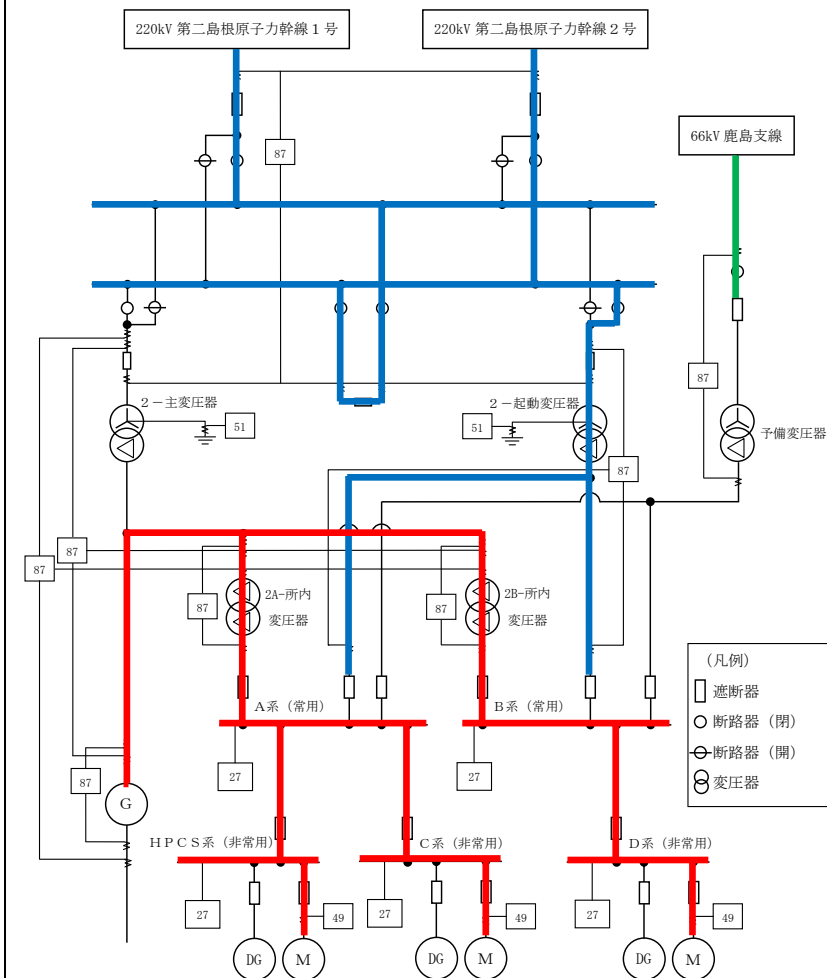 220kV 第二島根原子力幹線１号
220kV 第二島根原子力幹線２号
66kV 鹿島支線
87
87
２－主変圧器
51
２－起動変圧器
51
予備変圧器
87
87
87
87
2A-所内
変圧器
87
2B-所内
変圧器
(凡例)
遮断器
断路器（閉）
断路器（開）
変圧器
A系（常用）
B系（常用）
27
27
87
G
HPCS系（非常用）
C系（非常用）
D系（非常用）
27
49
27
49
27
49
DG
M
DG
M
DG
M